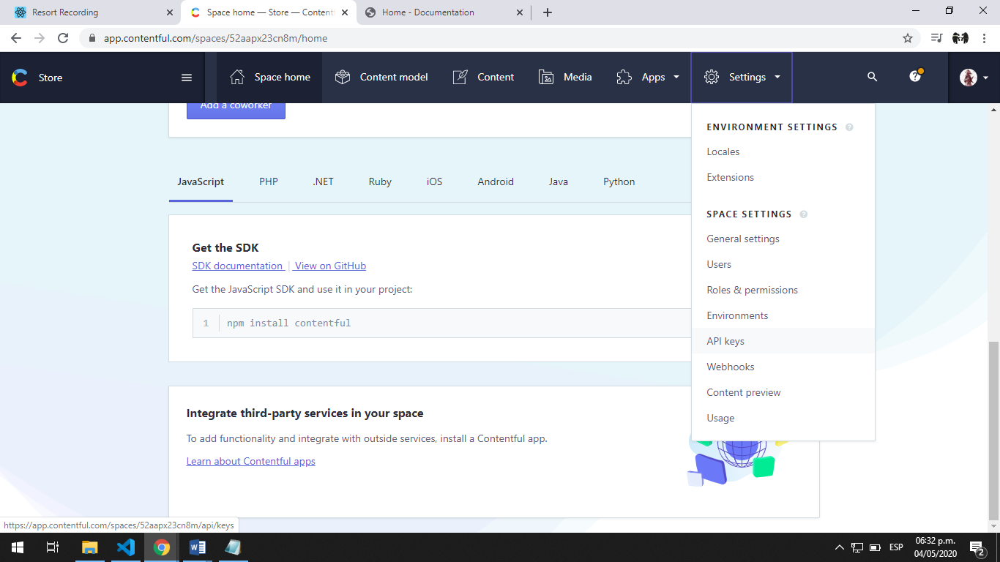 Resort Recording
Space home — Store — Contentf
Home - Documentation
app.contentful.com/spaces/52aapx23cn8m/home
Store
Space home
Content model
Content
Media
Apps
Settings
Add a coworker
ENVIRONMENT SETTINGS
Locales
Extensions
SPACE SETTINGS
General settings
Users
Roles & permissions
Environments
API keys
Webhooks
Content preview
Usage
JavaScript PHP .NET Ruby iOS Android Java Python
Get the SDK
SDK documentation | View on GitHub
Get the JavaScript SDK and use it in your project:
1 npm install contentful
Integrate third-party services in your space
To add functionality and integrate with outside services, install a Contentful app.
Learn about Contentful apps
https://app.contentful.com/spaces/52aapx23cn8m/api/keys
ESP
06:32 p.m.
04/05/2020
2